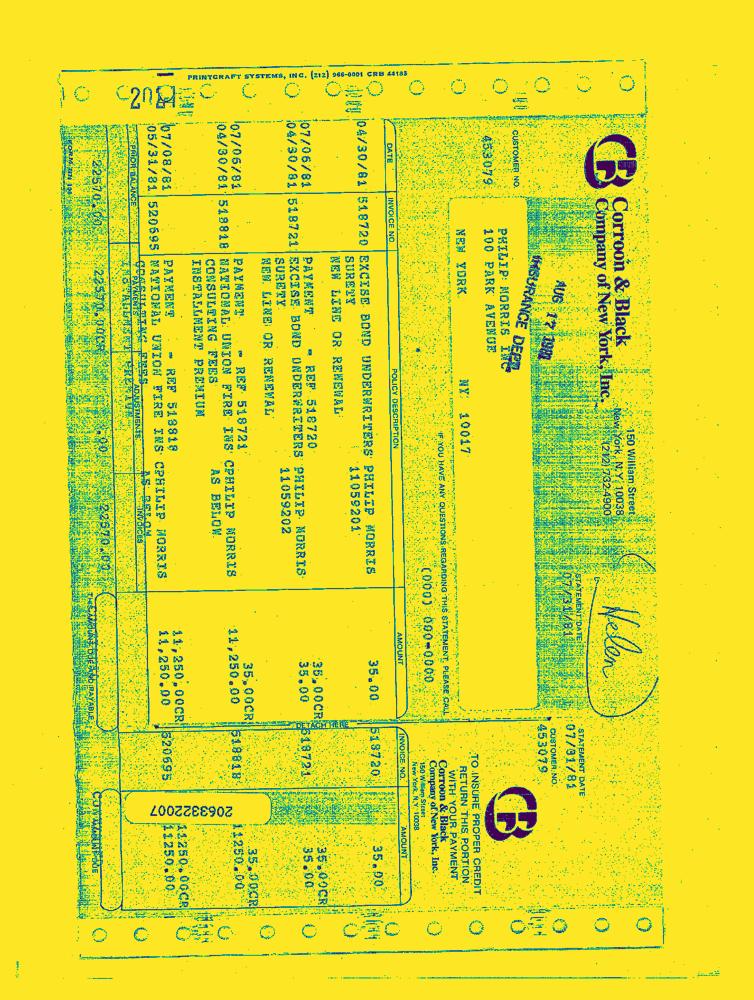 PRINTCRAFT SYSTEMS, INC. (212) 966-0001 CRB 44183
CB Corroon & Black
Company of New York, Inc.
150 William Street
New York, N.Y. 10038
(212) 732-4900
Helen
STATEMENT DATE
07/31/81
CUSTOMER NO.
453079
AUG 17 1981
INSURANCE DEPT
PHILIP MORRIS INC
100 PARK AVENUE
NEW YORK NY 10017
IF YOU HAVE ANY QUESTIONS REGARDING THIS STATEMENT, PLEASE CALL
(000) 000-0000
DATE INVOICE NO. POLICY DESCRIPTION AMOUNT
04/30/81 518720 EXCISE BOND UNDERWRITERS PHILIP MORRIS 35.00
SURETY 11059201
NEW LINE OR RENEWAL
07/06/81 PAYMENT - REF 518720 35.00CR
04/30/81 518721 EXCISE BOND UNDERWRITERS PHILIP MORRIS 35.00
SURETY 11059202
NEW LINE OR RENEWAL
07/06/81 PAYMENT - REF 518721 35.00CR
04/30/81 518818 NATIONAL UNION FIRE INS CPHILIP MORRIS 11,250.00
CONSULTING FEES AS BELOW
INSTALLMENT PREMIUM
07/08/81 PAYMENT - REF 518818 11,250.00CR
05/31/81 520695 NATIONAL UNION FIRE INS CPHILIP MORRIS 11,250.00
CONSULTING FEES AS BELOW
INSTALLMENT PREMIUM
PRIOR BALANCE PAYMENTS ADJUSTMENTS INVOICES
22570.00 22570.00CR .00 22570.00
DETACH HERE
STATEMENT DATE
07/31/81
CUSTOMER NO.
453079
CB
TO INSURE PROPER CREDIT
RETURN THIS PORTION
WITH YOUR PAYMENT
Corroon & Black
Company of New York, Inc.
150 William Street
New York, N.Y. 10038
INVOICE NO. AMOUNT
518720 35.00
35.00CR
518721 35.00
35.00CR
518818 11250.00
11250.00CR
520695 11250.00
2063322007